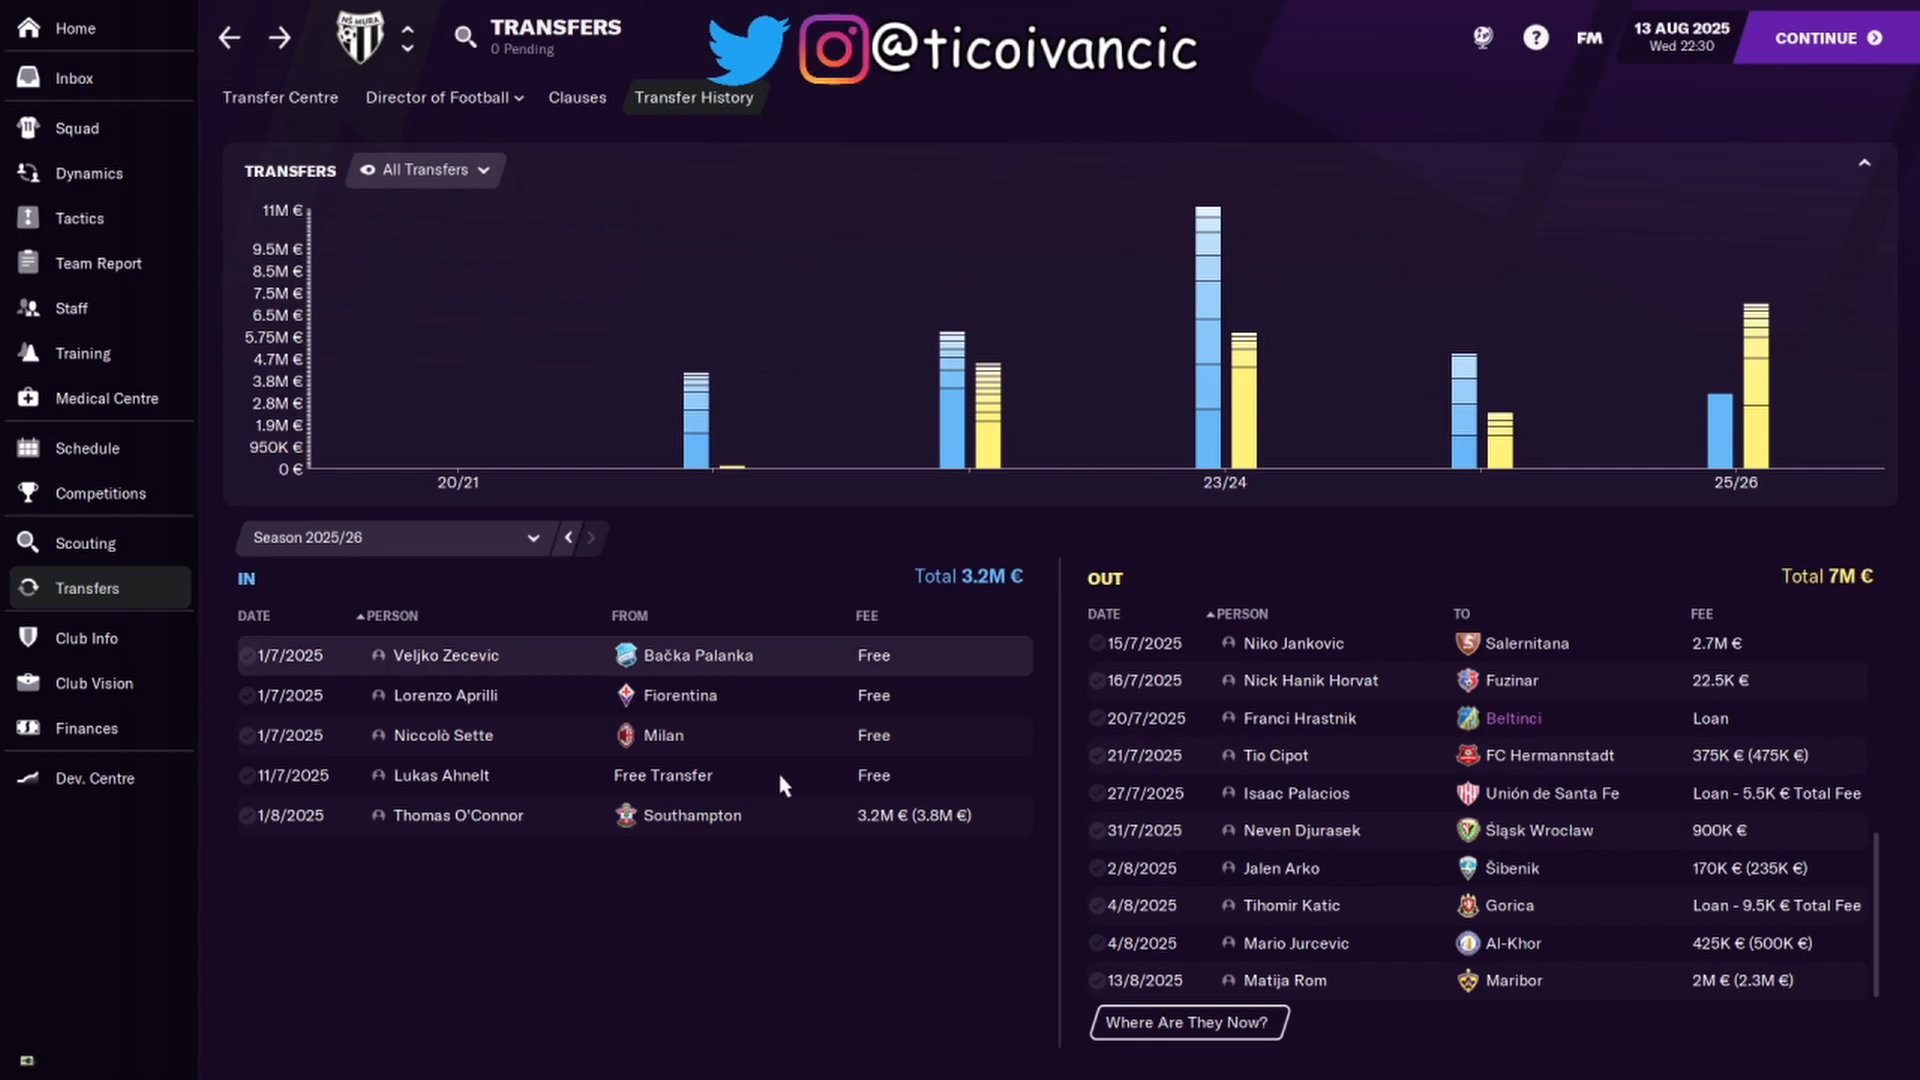 Home
Inbox
Squad
Dynamics
Tactics
Team Report
Staff
Training
Medical Centre
Schedule
Competitions
Scouting
Transfers
Club Info
Club Vision
Finances
Dev. Centre
NŠ MURA
TRANSFERS
0 Pending
@ticoivancic
FM
13 AUG 2025
Wed 22:30
CONTINUE
Transfer Centre
Director of Football
Clauses
Transfer History
TRANSFERS
All Transfers
11M €
9.5M €
8.5M €
7.5M €
6.5M €
5.75M €
4.7M €
3.8M €
2.8M €
1.9M €
950K €
0 €
20/21
23/24
25/26
Season 2025/26
IN
Total 3.2M €
DATE PERSON FROM FEE
1/7/2025 Veljko Zecevic Bačka Palanka Free
1/7/2025 Lorenzo Aprilli Fiorentina Free
1/7/2025 Niccolò Sette Milan Free
11/7/2025 Lukas Ahnelt Free Transfer Free
1/8/2025 Thomas O'Connor Southampton 3.2M € (3.8M €)
OUT
Total 7M €
DATE PERSON TO FEE
15/7/2025 Niko Jankovic Salernitana 2.7M €
16/7/2025 Nick Hanik Horvat Fuzinar 22.5K €
20/7/2025 Franci Hrastnik Beltinci Loan
21/7/2025 Tio Cipot FC Hermannstadt 375K € (475K €)
27/7/2025 Isaac Palacios Unión de Santa Fe Loan - 5.5K € Total Fee
31/7/2025 Neven Djurasek Śląsk Wroclaw 900K €
2/8/2025 Jalen Arko Šibenik 170K € (235K €)
4/8/2025 Tihomir Katic Gorica Loan - 9.5K € Total Fee
4/8/2025 Mario Jurcevic Al-Khor 425K € (500K €)
13/8/2025 Matija Rom Maribor 2M € (2.3M €)
Where Are They Now?